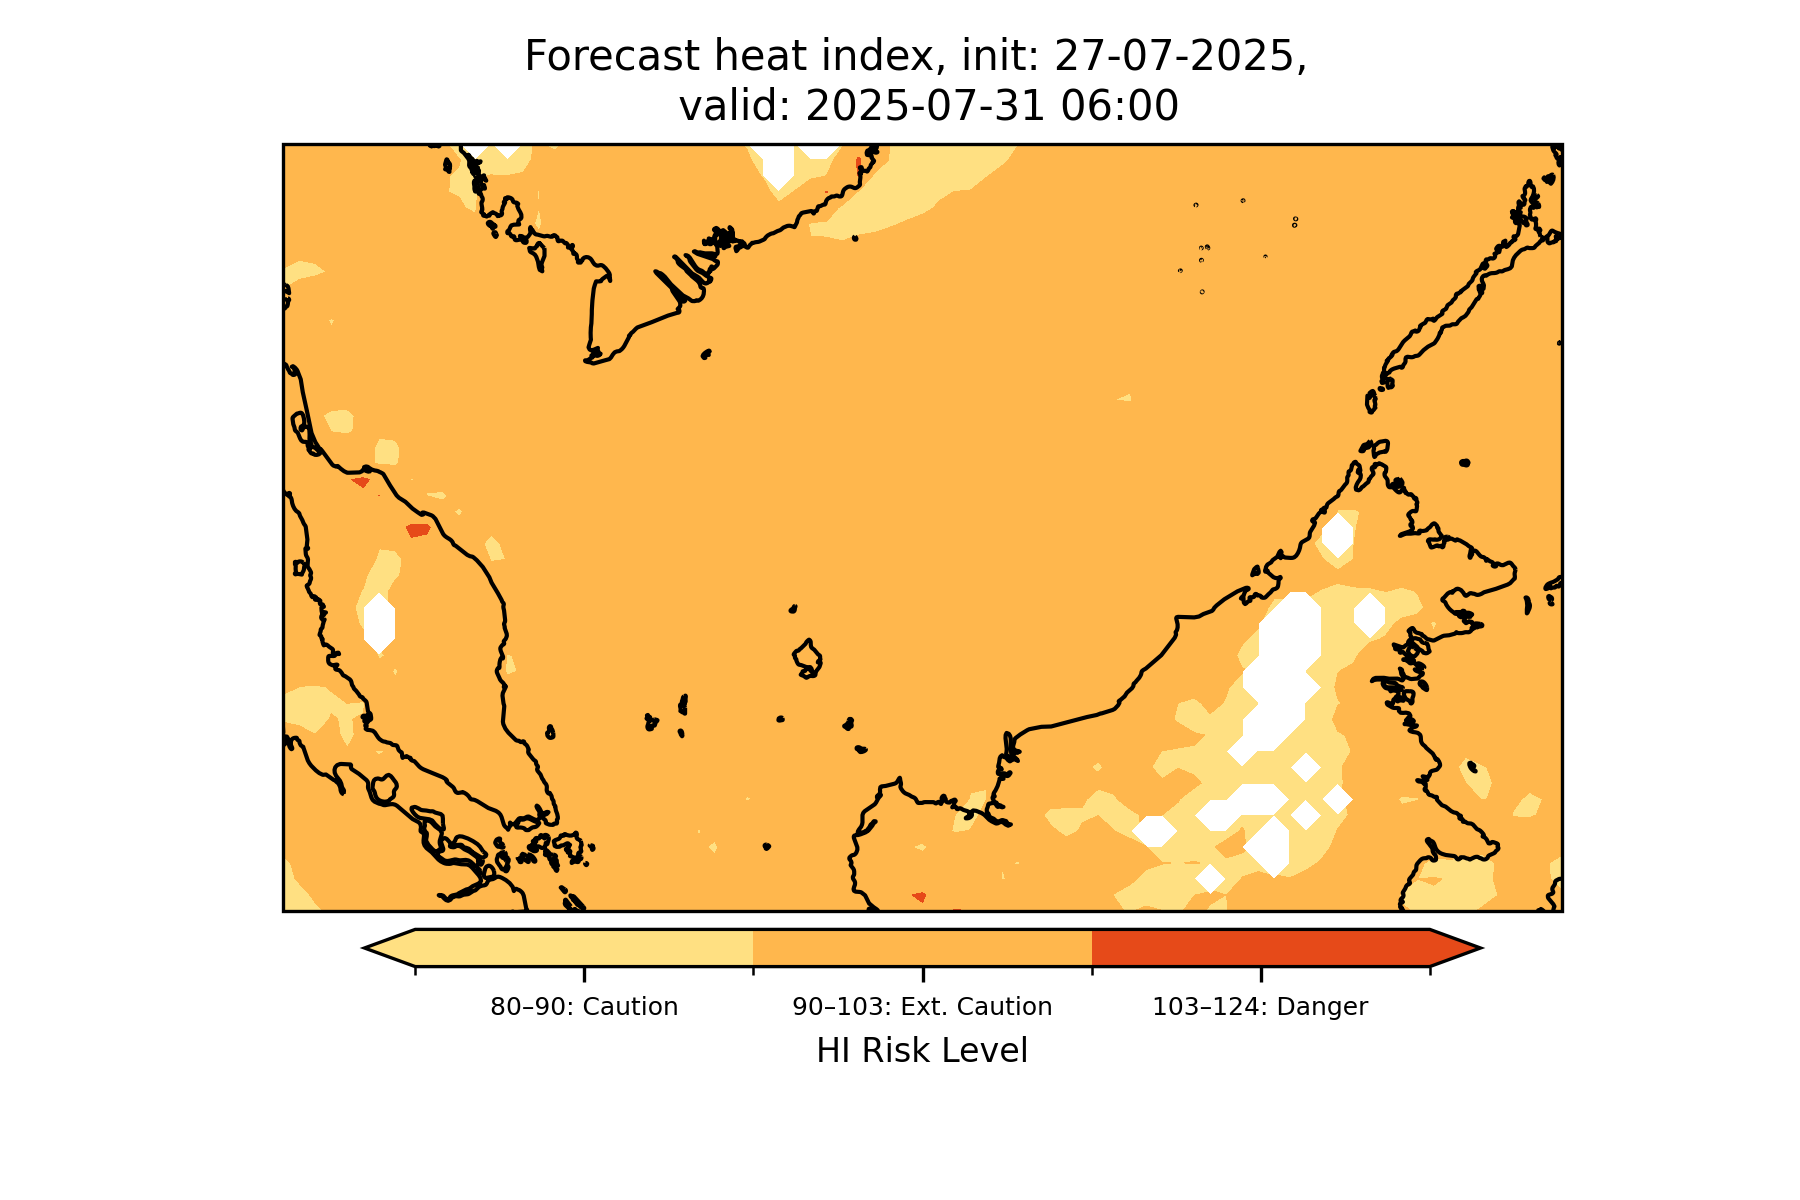 Forecast heat index, init: 27-07-2025,
valid: 2025-07-31 06:00
80–90: Caution
90–103: Ext. Caution
103–124: Danger
HI Risk Level